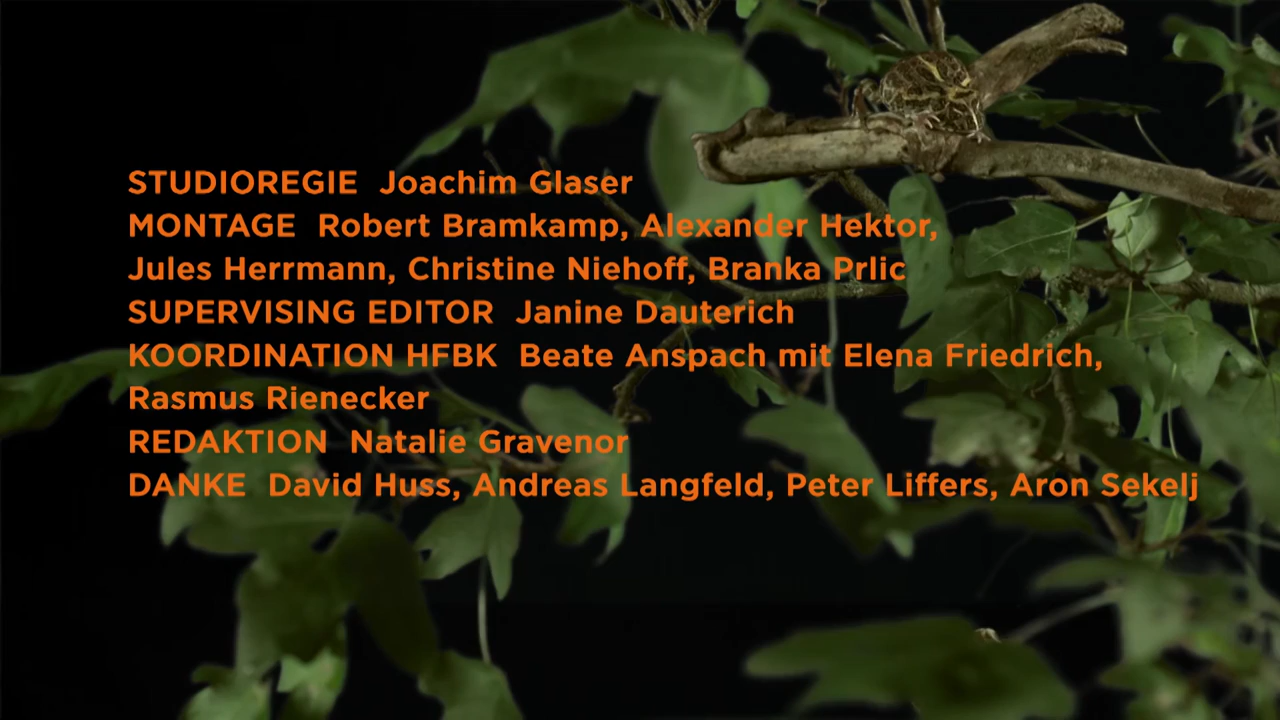 STUDIOREGIE Joachim Glaser
MONTAGE Robert Bramkamp, Alexander Hektor,
Jules Herrmann, Christine Niehoff, Branka Prlic
SUPERVISING EDITOR Janine Dauterich
KOORDINATION HFBK Beate Anspach mit Elena Friedrich,
Rasmus Rienecker
REDAKTION Natalie Gravenor
DANKE David Huss, Andreas Langfeld, Peter Liffers, Aron Sekelj